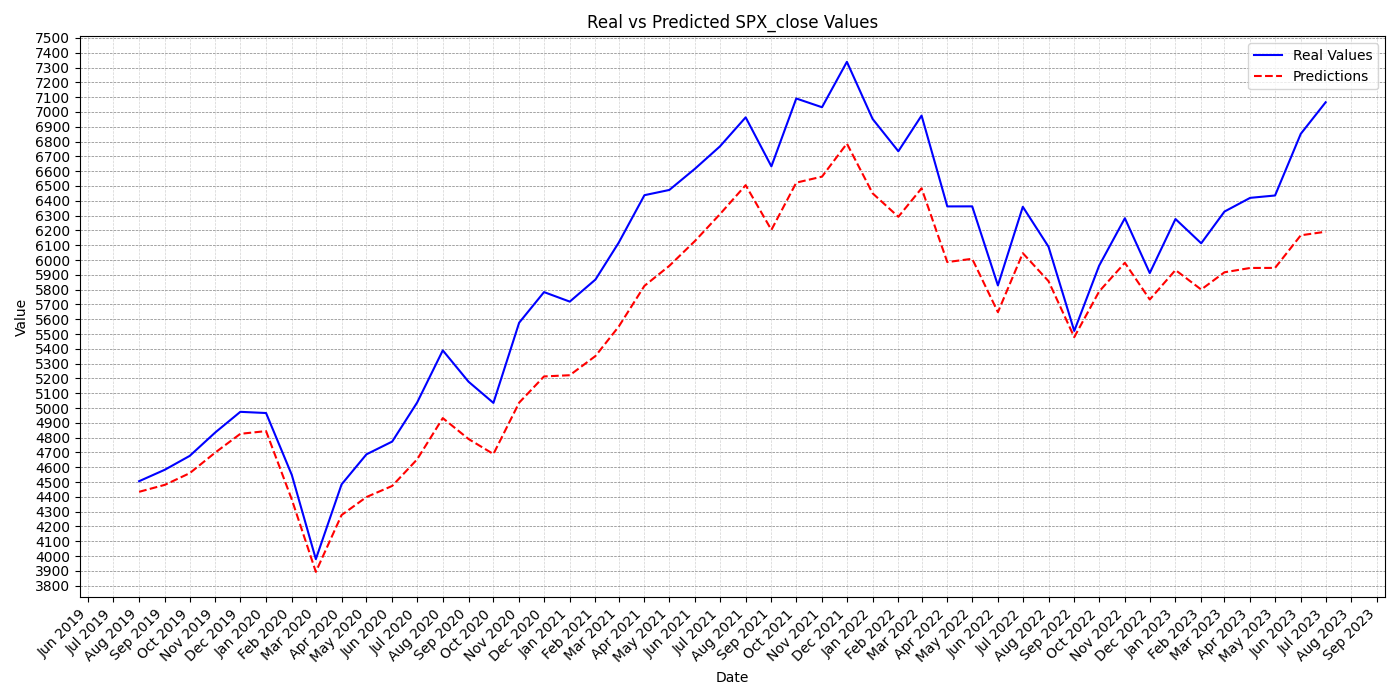 Real vs Predicted SPX_close Values
Real Values
Predictions
Value
7500
7400
7300
7200
7100
7000
6900
6800
6700
6600
6500
6400
6300
6200
6100
6000
5900
5800
5700
5600
5500
5400
5300
5200
5100
5000
4900
4800
4700
4600
4500
4400
4300
4200
4100
4000
3900
3800
Jun 2019
Jul 2019
Aug 2019
Sep 2019
Oct 2019
Nov 2019
Dec 2019
Jan 2020
Feb 2020
Mar 2020
Apr 2020
May 2020
Jun 2020
Jul 2020
Aug 2020
Sep 2020
Oct 2020
Nov 2020
Dec 2020
Jan 2021
Feb 2021
Mar 2021
Apr 2021
May 2021
Jun 2021
Jul 2021
Aug 2021
Sep 2021
Oct 2021
Nov 2021
Dec 2021
Jan 2022
Feb 2022
Mar 2022
Apr 2022
May 2022
Jun 2022
Jul 2022
Aug 2022
Sep 2022
Oct 2022
Nov 2022
Dec 2022
Jan 2023
Feb 2023
Mar 2023
Apr 2023
May 2023
Jun 2023
Jul 2023
Aug 2023
Sep 2023
Date